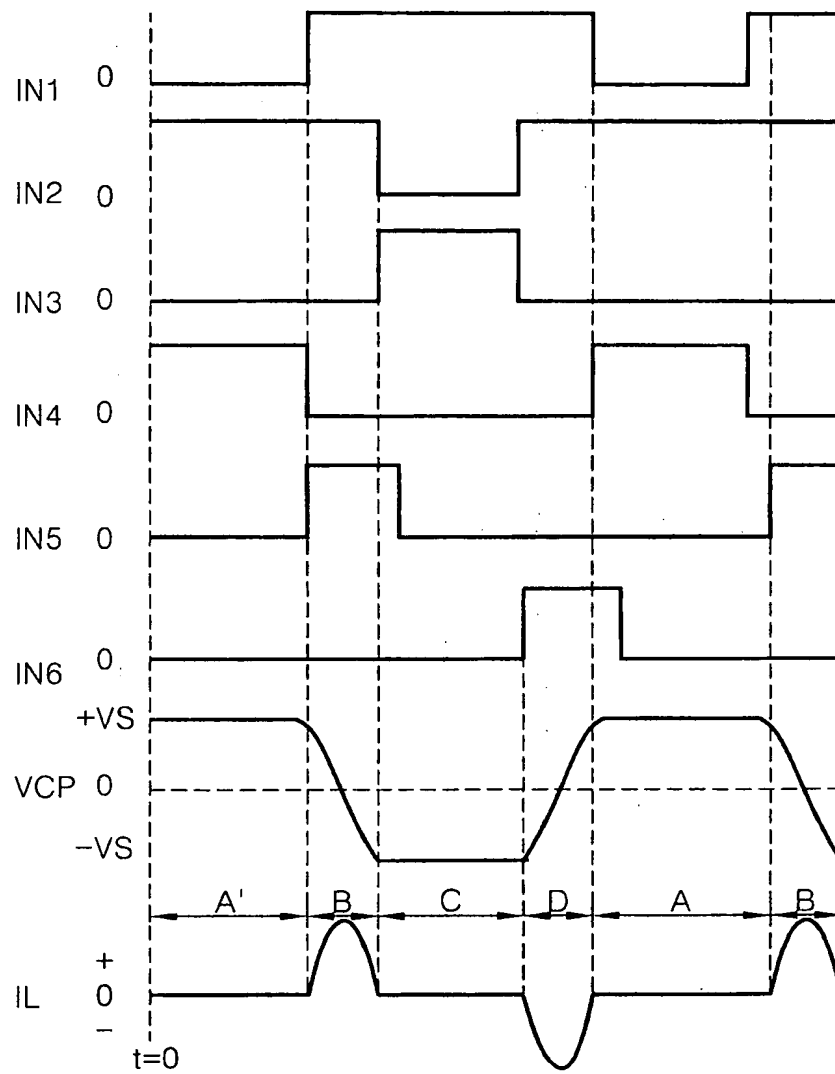 IN1 0
IN2 0
IN3 0
IN4 0
IN5 0
IN6 0
+VS
VCP 0
−VS
A' B C D A B
+
IL 0
−
t=0